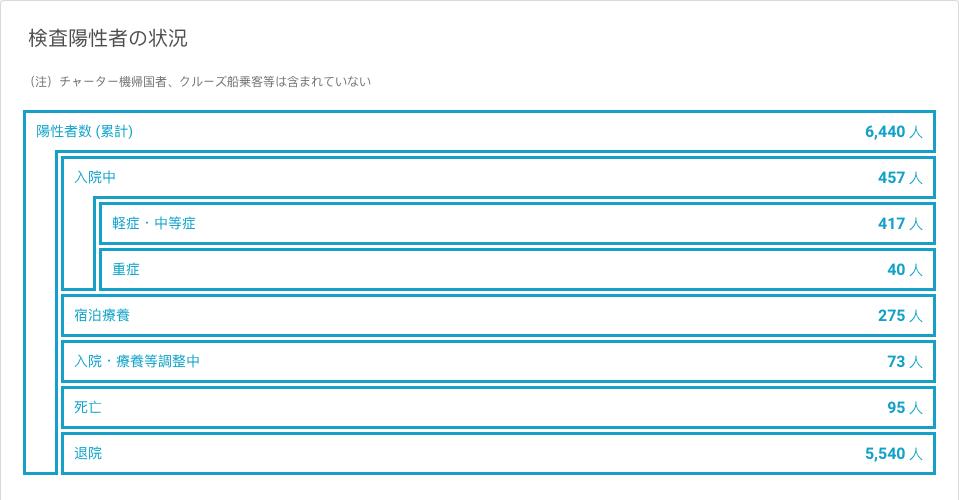 検査陽性者の状況
（注）チャーター機帰国者、クルーズ船乗客等は含まれていない
陽性者数 (累計) 6,440 人
入院中 457 人
軽症・中等症 417 人
重症 40 人
宿泊療養 275 人
入院・療養等調整中 73 人
死亡 95 人
退院 5,540 人